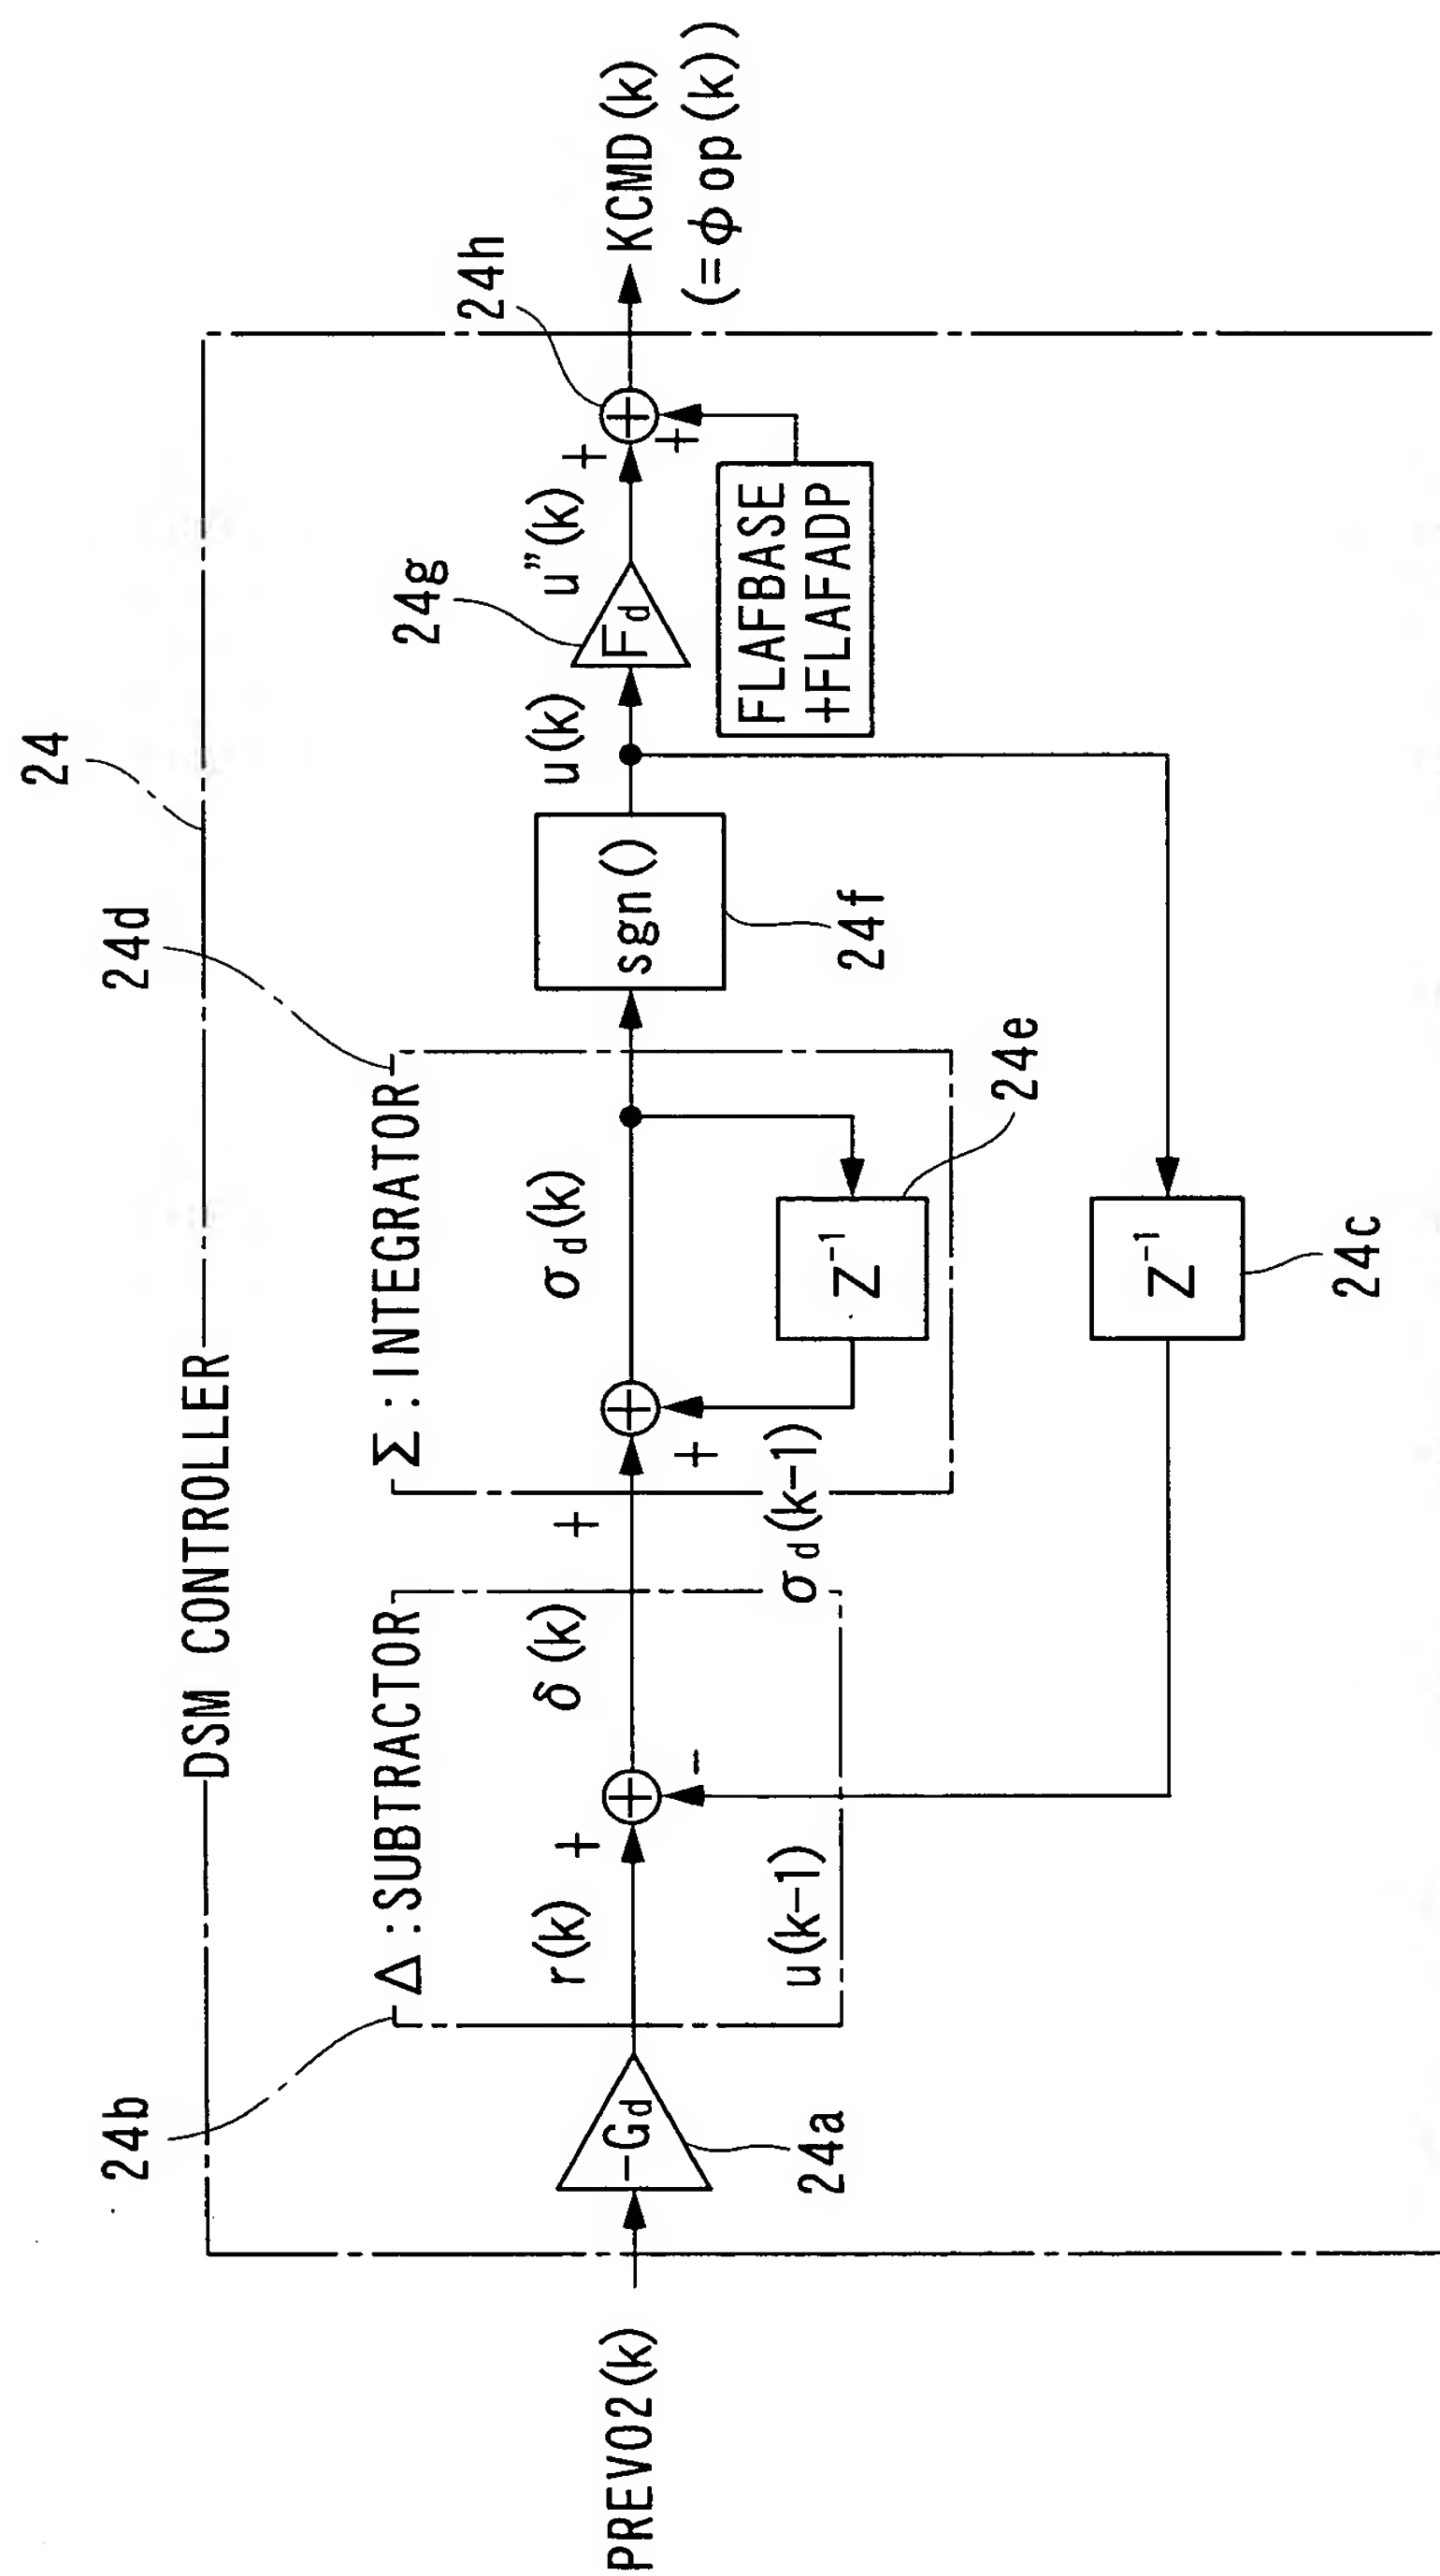 24
DSM CONTROLLER
24b
24d
Δ:SUBTRACTOR
Σ:INTEGRATOR
24g
24h
PREVO2(k)
-Gd
24a
r(k)
+
-
u(k-1)
δ(k)
+
+
σd(k-1)
σd(k)
Z-1
24e
sgn()
24f
u(k)
Fd
u"(k)
+
+
FLAFBASE
+FLAFADP
KCMD(k)
(=φop(k))
Z-1
24c